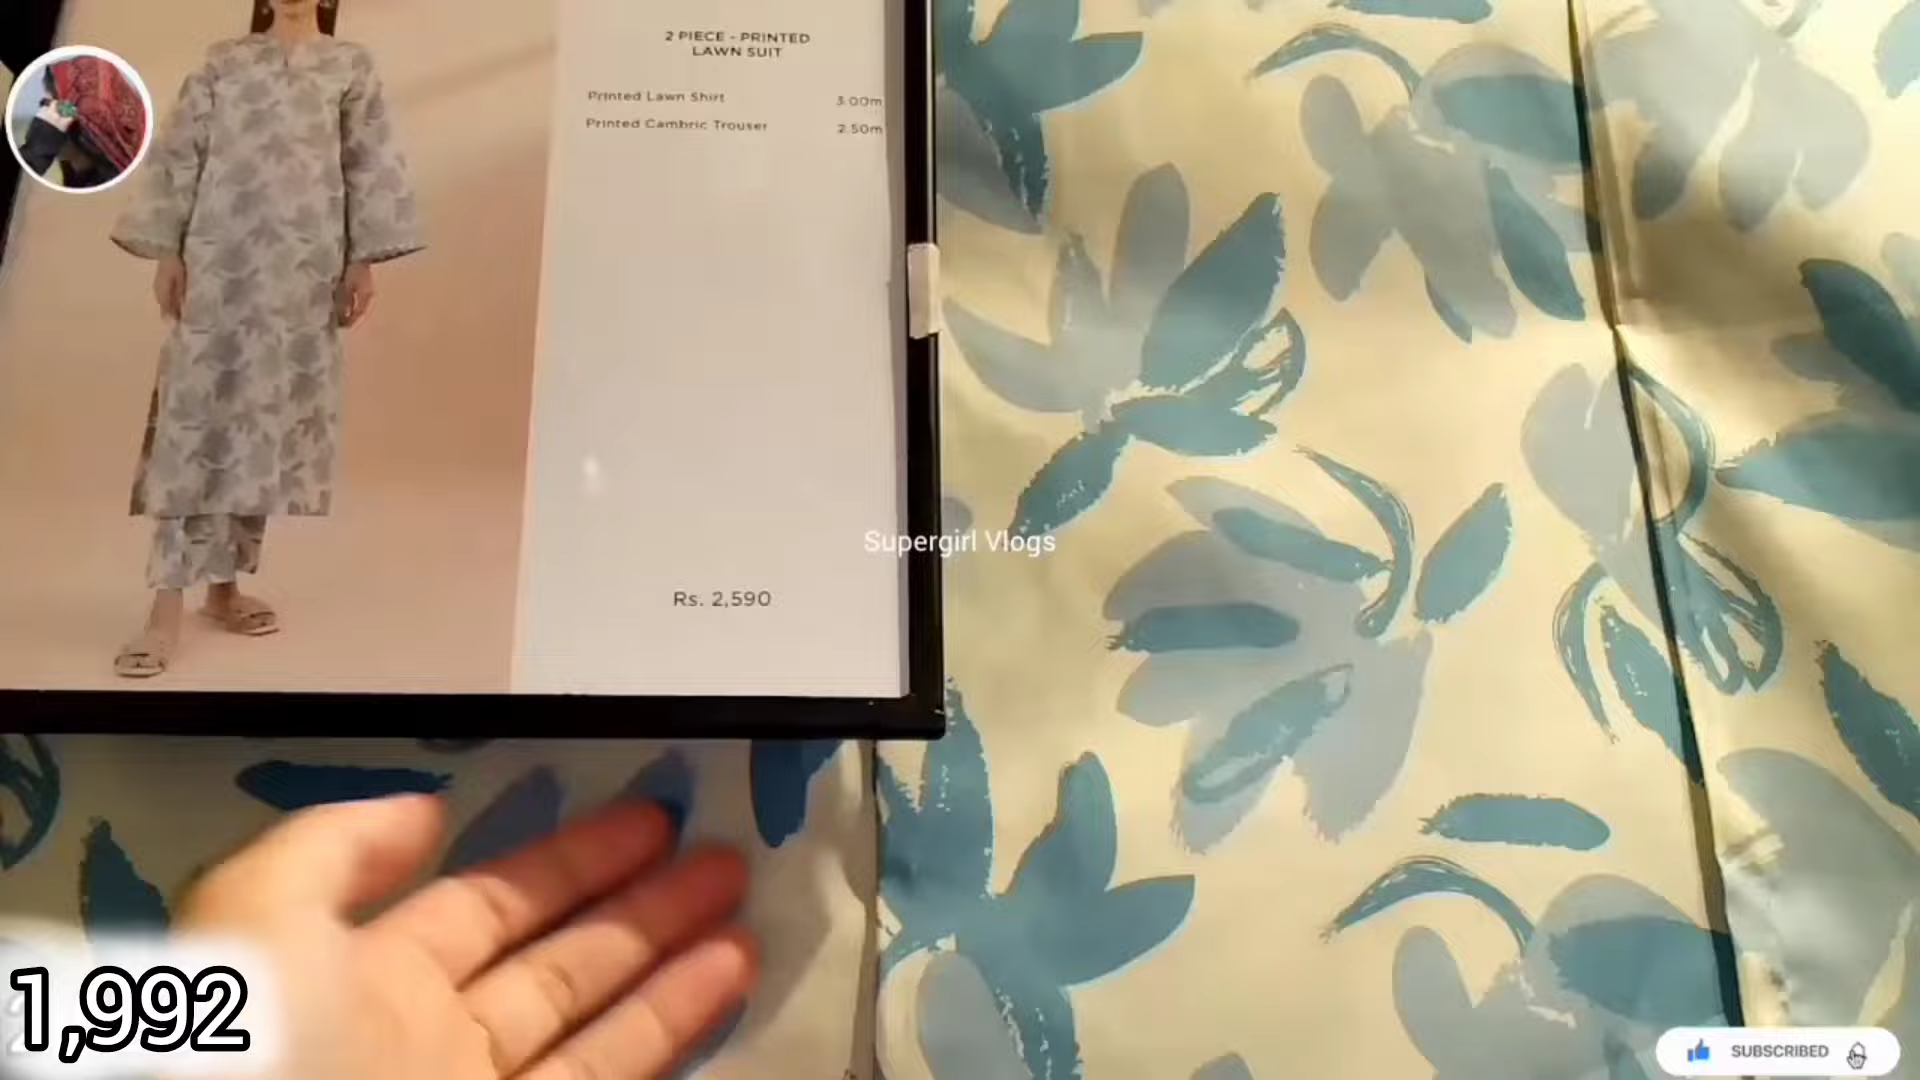 2 PIECE - PRINTED
LAWN SUIT
Printed Lawn Shirt 3.00m
Printed Cambric Trouser 2.50m
Supergirl Vlogs
Rs. 2,590
1,992
SUBSCRIBED